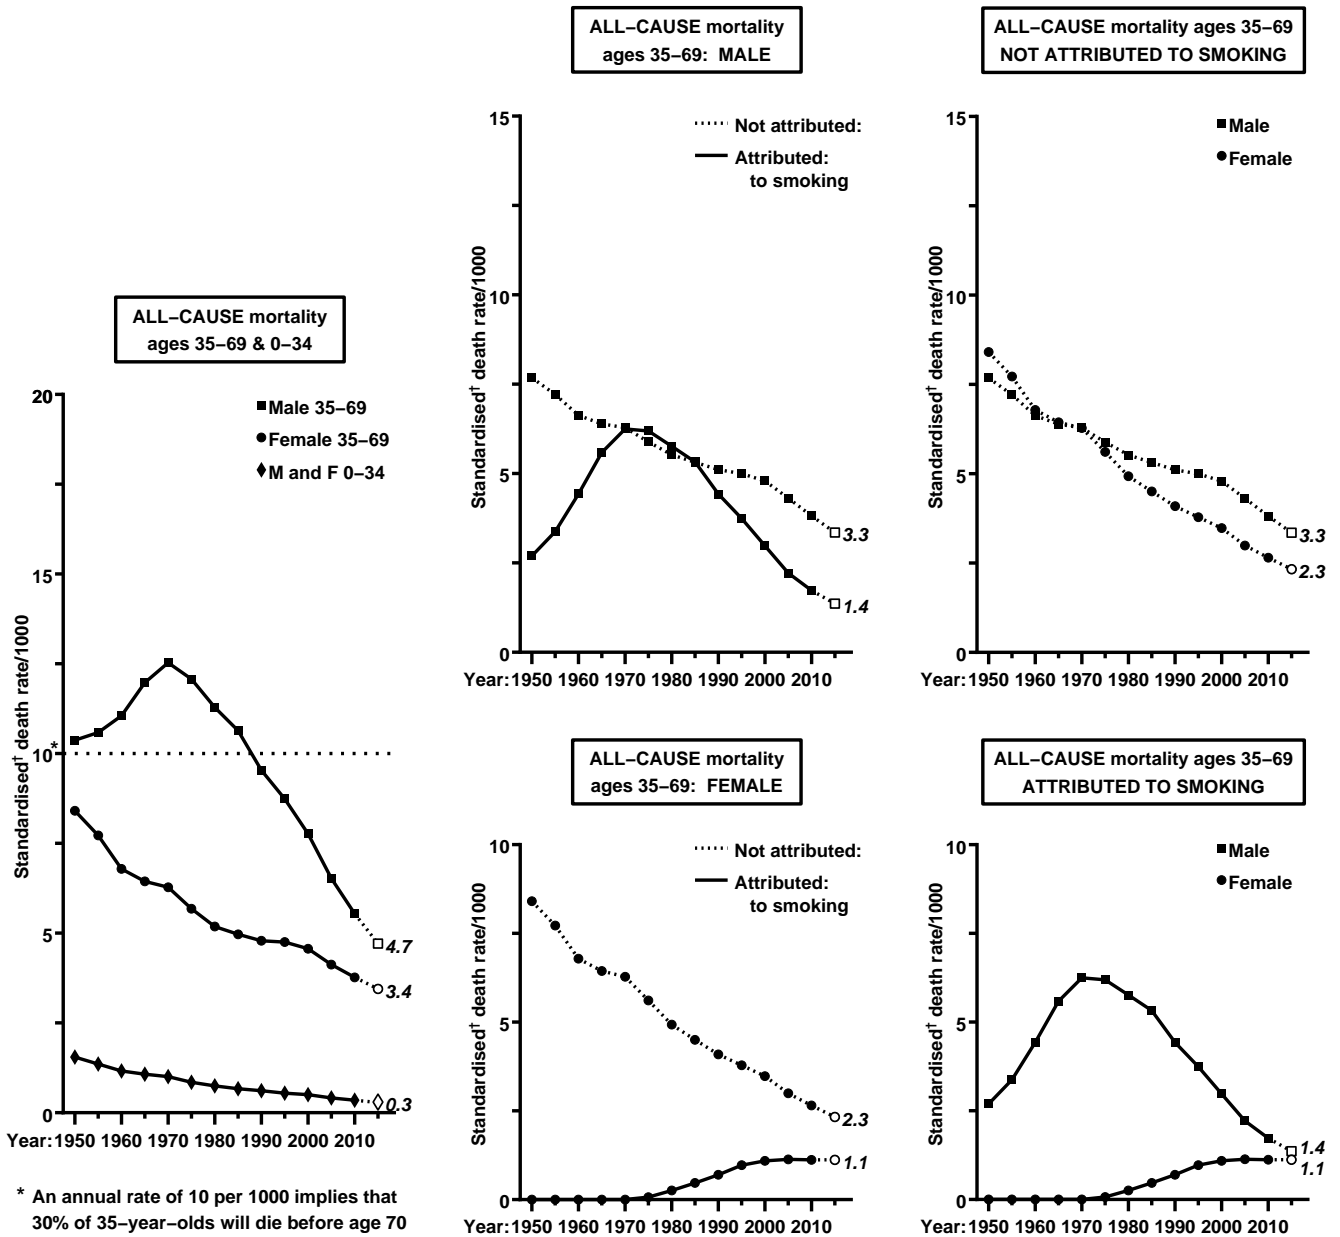 ALL–CAUSE mortality
ages 35–69 & 0–34
20
15
10
5
0
*
Standardised† death rate/1000
Male 35–69
Female 35–69
M and F 0–34
4.7
3.4
0.3
Year: 1950 1960 1970 1980 1990 2000 2010
* An annual rate of 10 per 1000 implies that
30% of 35–year–olds will die before age 70
ALL–CAUSE mortality
ages 35–69: MALE
15
10
5
0
Standardised† death rate/1000
Not attributed:
Attributed:
to smoking
3.3
1.4
Year: 1950 1960 1970 1980 1990 2000 2010
ALL–CAUSE mortality ages 35–69
NOT ATTRIBUTED TO SMOKING
15
10
5
0
Standardised† death rate/1000
Male
Female
3.3
2.3
Year: 1950 1960 1970 1980 1990 2000 2010
ALL–CAUSE mortality
ages 35–69: FEMALE
10
5
0
Standardised† death rate/1000
Not attributed:
Attributed:
to smoking
2.3
1.1
Year: 1950 1960 1970 1980 1990 2000 2010
ALL–CAUSE mortality ages 35–69
ATTRIBUTED TO SMOKING
10
5
0
Standardised† death rate/1000
Male
Female
1.4
1.1
Year: 1950 1960 1970 1980 1990 2000 2010